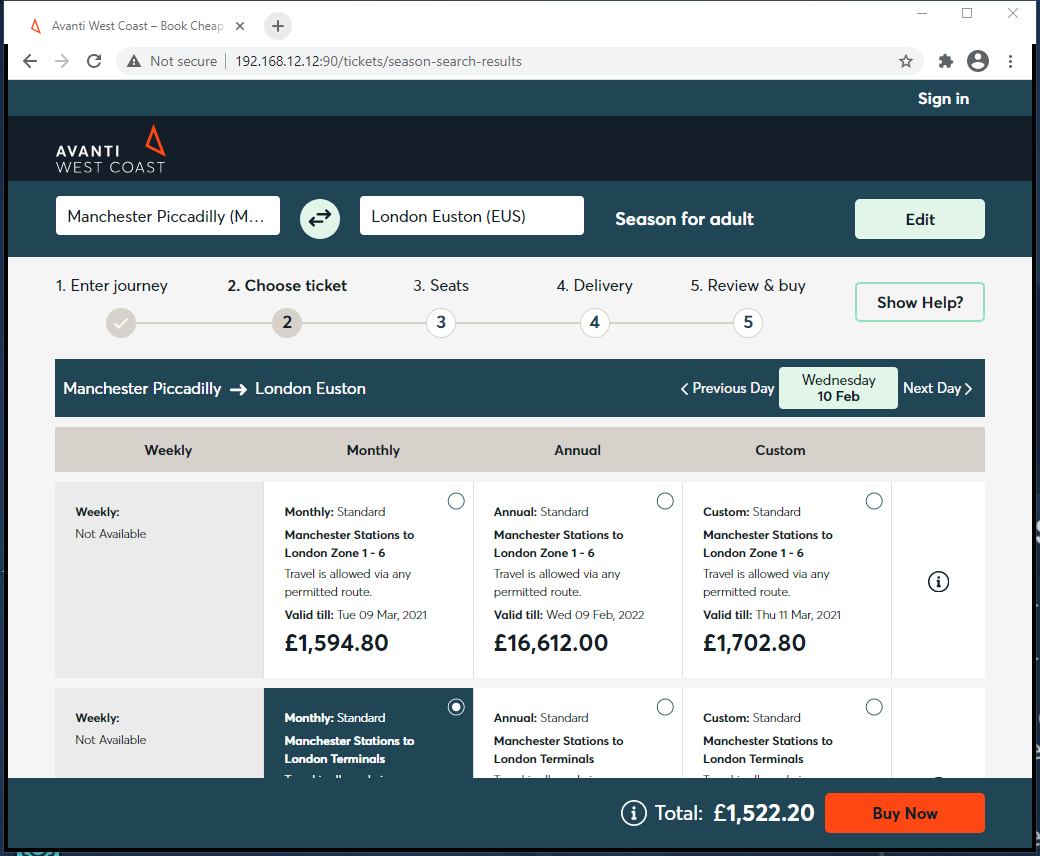 Avanti West Coast – Book Cheap
Not secure
192.168.12.12:90/tickets/season-search-results
Sign in
AVANTI
WEST COAST
Manchester Piccadilly (M...
London Euston (EUS)
Season for adult
Edit
1. Enter journey
2. Choose ticket
3. Seats
4. Delivery
5. Review & buy
2
3
4
5
Show Help?
Manchester Piccadilly
London Euston
Previous Day
Wednesday
10 Feb
Next Day
Weekly
Monthly
Annual
Custom
Weekly:
Not Available
Monthly: Standard
Manchester Stations to
London Zone 1 - 6
Travel is allowed via any
permitted route.
Valid till: Tue 09 Mar, 2021
£1,594.80
Annual: Standard
Manchester Stations to
London Zone 1 - 6
Travel is allowed via any
permitted route.
Valid till: Wed 09 Feb, 2022
£16,612.00
Custom: Standard
Manchester Stations to
London Zone 1 - 6
Travel is allowed via any
permitted route.
Valid till: Thu 11 Mar, 2021
£1,702.80
Weekly:
Not Available
Monthly: Standard
Manchester Stations to
London Terminals
Annual: Standard
Manchester Stations to
London Terminals
Custom: Standard
Manchester Stations to
London Terminals
Total: £1,522.20
Buy Now